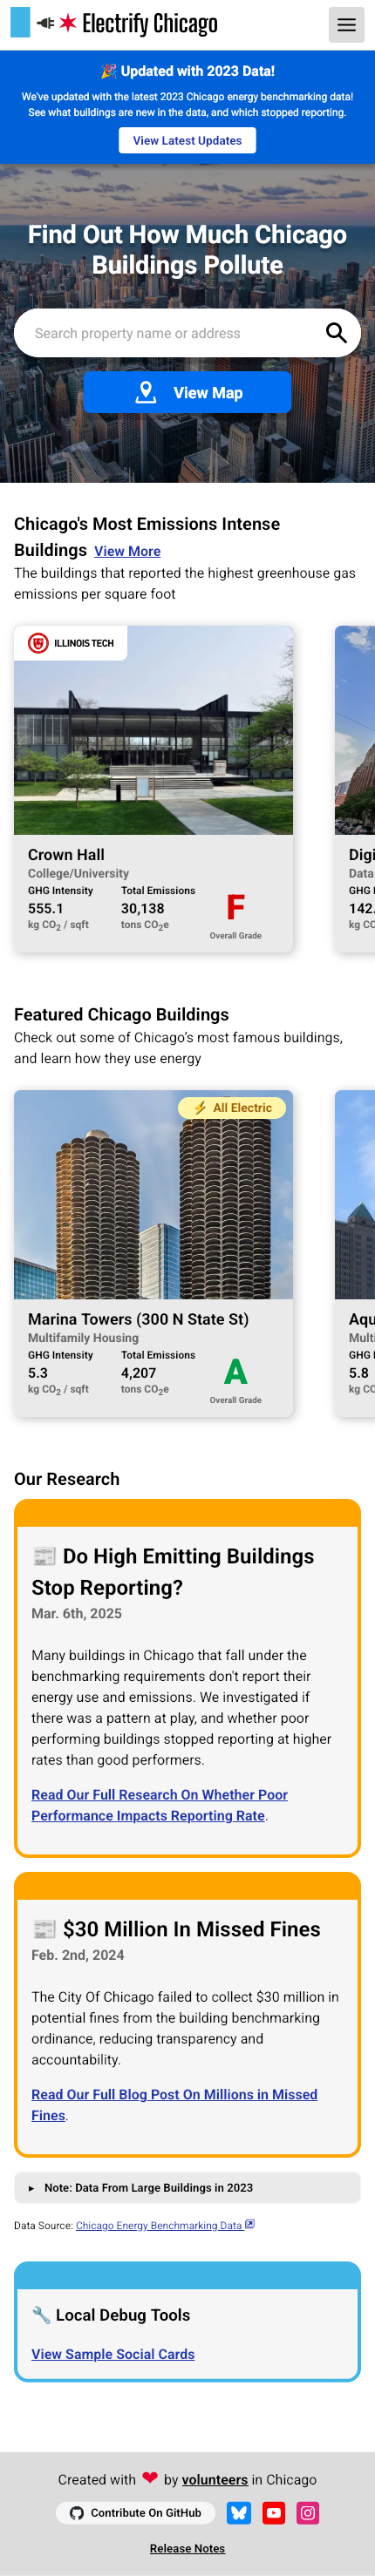 Electrify Chicago
🎉 Updated with 2023 Data!
We've updated with the latest 2023 Chicago energy benchmarking data!
See what buildings are new in the data, and which stopped reporting.
View Latest Updates
Find Out How Much Chicago
Buildings Pollute
Search property name or address
View Map
Chicago's Most Emissions Intense
Buildings View More
The buildings that reported the highest greenhouse gas
emissions per square foot
ILLINOIS TECH
Crown Hall
College/University
GHG Intensity Total Emissions
555.1 30,138
kg CO2 / sqft tons CO2e
F
Overall Grade
Digi
Data
GHG I
142.
kg CO
Featured Chicago Buildings
Check out some of Chicago’s most famous buildings,
and learn how they use energy
⚡ All Electric
Marina Towers (300 N State St)
Multifamily Housing
GHG Intensity Total Emissions
5.3 4,207
kg CO2 / sqft tons CO2e
A
Overall Grade
Aqu
Multi
GHG I
5.8
kg CO
Our Research
📰 Do High Emitting Buildings
Stop Reporting?
Mar. 6th, 2025
Many buildings in Chicago that fall under the
benchmarking requirements don't report their
energy use and emissions. We investigated if
there was a pattern at play, and whether poor
performing buildings stopped reporting at higher
rates than good performers.
Read Our Full Research On Whether Poor
Performance Impacts Reporting Rate.
📰 $30 Million In Missed Fines
Feb. 2nd, 2024
The City Of Chicago failed to collect $30 million in
potential fines from the building benchmarking
ordinance, reducing transparency and
accountability.
Read Our Full Blog Post On Millions in Missed
Fines.
▸ Note: Data From Large Buildings in 2023
Data Source: Chicago Energy Benchmarking Data
🔧 Local Debug Tools
View Sample Social Cards
Created with ❤ by volunteers in Chicago
Contribute On GitHub
Release Notes